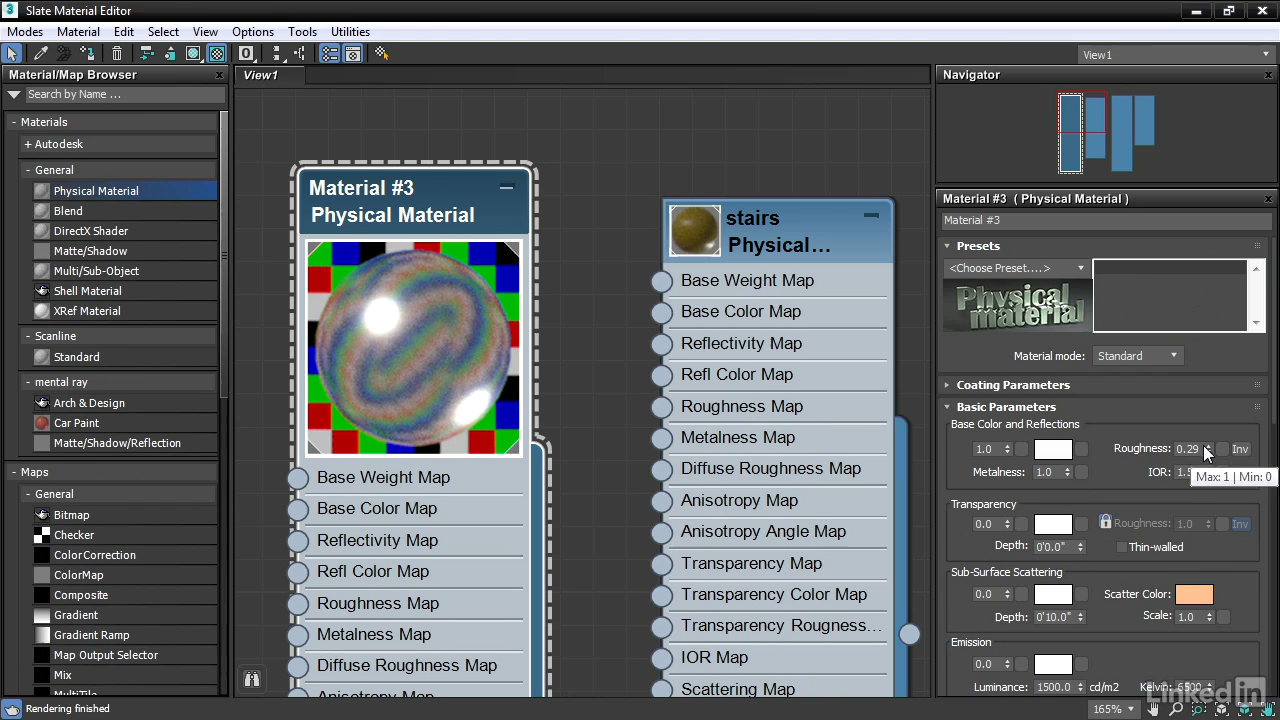 Slate Material Editor
Modes Material Edit Select View Options Tools Utilities
View1
Material/Map Browser
Search by Name ...
- Materials
+ Autodesk
- General
Physical Material
Blend
DirectX Shader
Matte/Shadow
Multi/Sub-Object
Shell Material
XRef Material
- Scanline
Standard
- mental ray
Arch & Design
Car Paint
Matte/Shadow/Reflection
- Maps
- General
Bitmap
Checker
ColorCorrection
ColorMap
Composite
Gradient
Gradient Ramp
Map Output Selector
Mix
MultiTile
View1
Material #3
Physical Material
Base Weight Map
Base Color Map
Reflectivity Map
Refl Color Map
Roughness Map
Metalness Map
Diffuse Roughness Map
Anisotropy Map
stairs
Physical...
Base Weight Map
Base Color Map
Reflectivity Map
Refl Color Map
Roughness Map
Metalness Map
Diffuse Roughness Map
Anisotropy Map
Anisotropy Angle Map
Transparency Map
Transparency Color Map
Transparency Rougness...
IOR Map
Scattering Map
Navigator
Material #3 ( Physical Material )
Material #3
Presets
<Choose Preset....>
Physical material
Material mode: Standard
Coating Parameters
Basic Parameters
Base Color and Reflections
1.0 Roughness: 0.29 Inv
Metalness: 1.0 IOR: 1.5
Max: 1 | Min: 0
Transparency
0.0 Roughness: 1.0 Inv
Depth: 0'0.0" Thin-walled
Sub-Surface Scattering
0.0 Scatter Color:
Depth: 0'10.0" Scale: 1.0
Emission
0.0
Luminance: 1500.0 cd/m2 Kelvin: 6500
LinkedIn
Rendering finished
165%